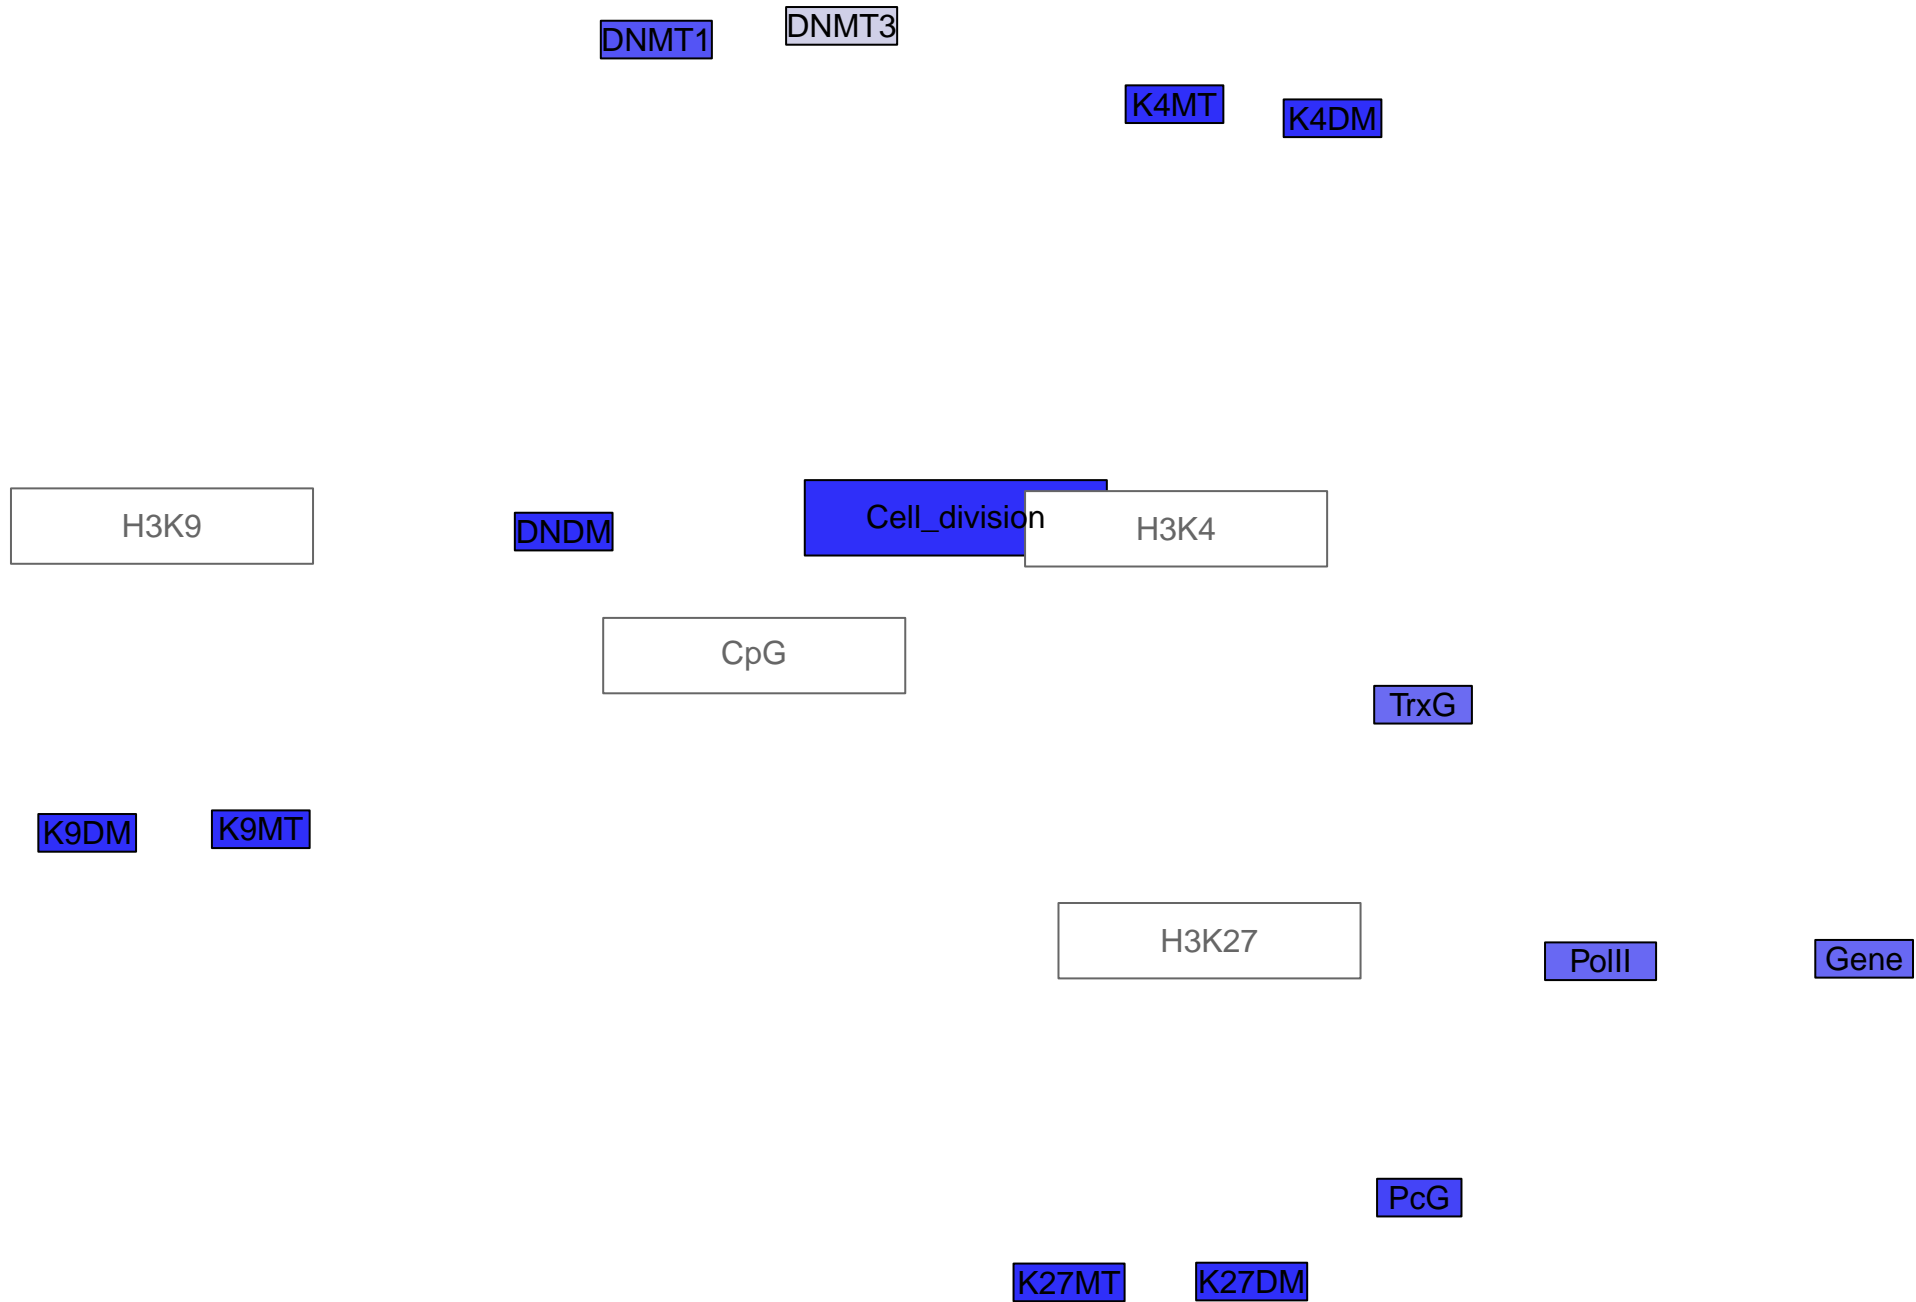 DNMT1
DNMT3
K4MT
K4DM
H3K9
DNDM
Cell_division
H3K4
CpG
TrxG
K9DM
K9MT
H3K27
PolII
Gene
PcG
K27MT
K27DM